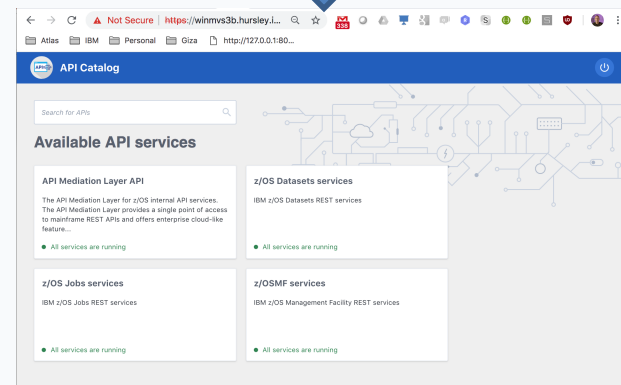 Not Secure | https://winmvs3b.hursley.i...
338
Atlas IBM Personal Giza http://127.0.0.1:80...
API Catalog
Search for APIs
Available API services
API Mediation Layer API
The API Mediation Layer for z/OS internal API services.
The API Mediation Layer provides a single point of access
to mainframe REST APIs and offers enterprise cloud-like
feature...
All services are running
z/OS Datasets services
IBM z/OS Datasets REST services
All services are running
z/OS Jobs services
IBM z/OS Jobs REST services
All services are running
z/OSMF services
IBM z/OS Management Facility REST services
All services are running